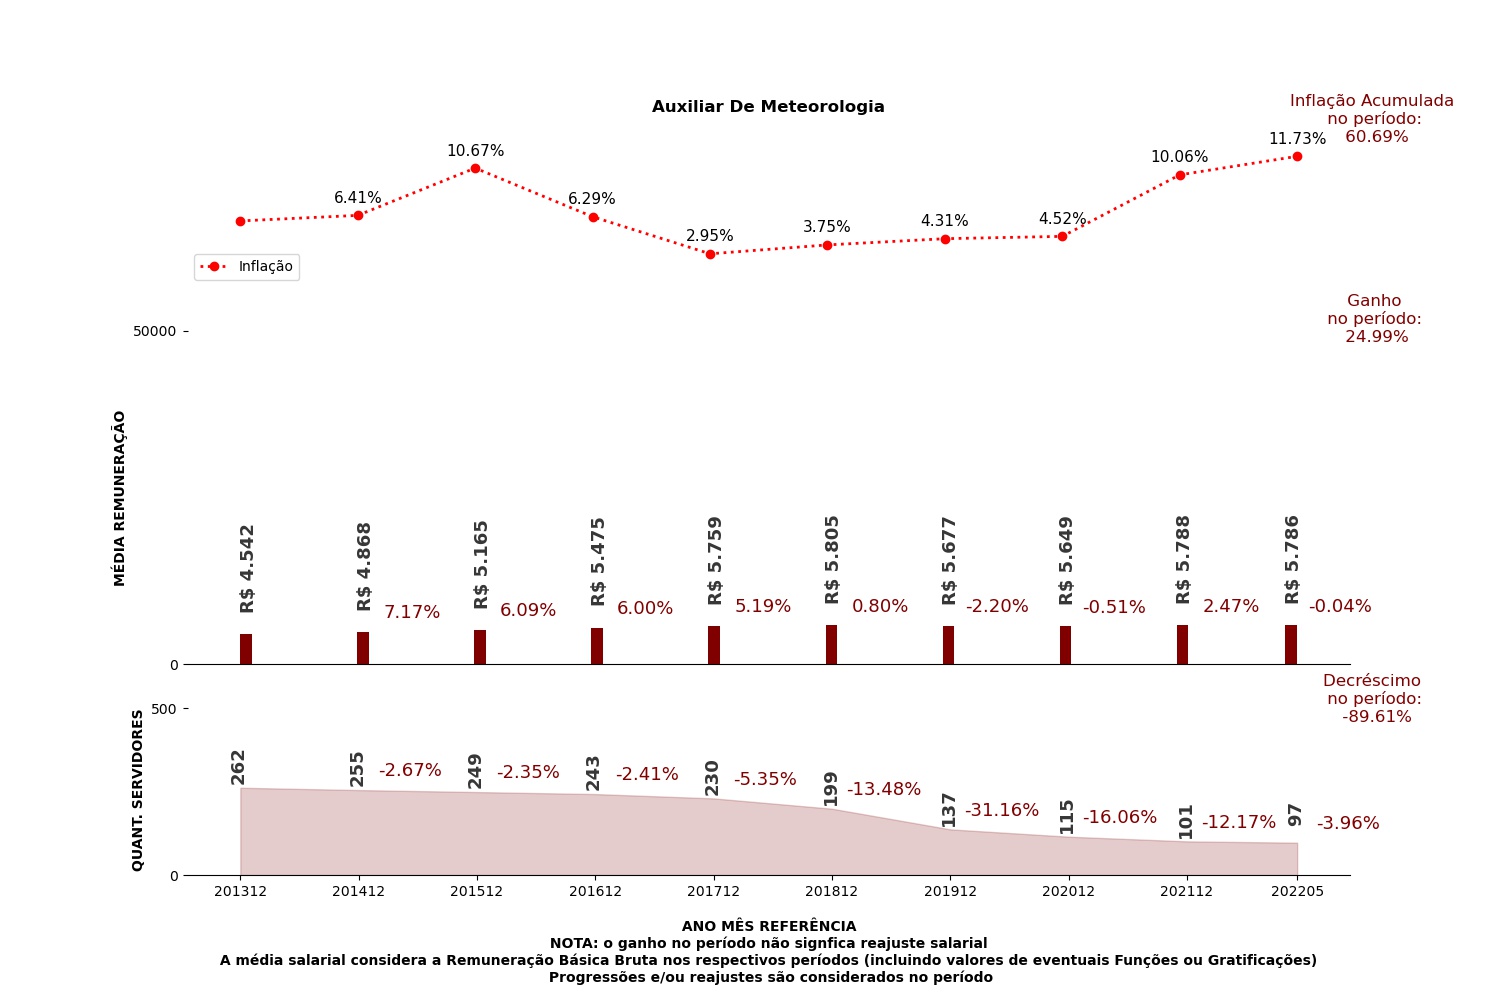 Auxiliar De Meteorologia
Inflação Acumulada
no período:
60.69%
6.41%
10.67%
6.29%
2.95%
3.75%
4.31%
4.52%
10.06%
11.73%
Inflação
Ganho
no período:
24.99%
50000
0
MÉDIA REMUNERAÇÃO
R$ 4.542
R$ 4.868
R$ 5.165
R$ 5.475
R$ 5.759
R$ 5.805
R$ 5.677
R$ 5.649
R$ 5.788
R$ 5.786
7.17%
6.09%
6.00%
5.19%
0.80%
-2.20%
-0.51%
2.47%
-0.04%
Decréscimo
no período:
-89.61%
500
0
QUANT. SERVIDORES
262
255
249
243
230
199
137
115
101
97
-2.67%
-2.35%
-2.41%
-5.35%
-13.48%
-31.16%
-16.06%
-12.17%
-3.96%
201312
201412
201512
201612
201712
201812
201912
202012
202112
202205
ANO MÊS REFERÊNCIA
NOTA: o ganho no período não signfica reajuste salarial
A média salarial considera a Remuneração Básica Bruta nos respectivos períodos (incluindo valores de eventuais Funções ou Gratificações)
Progressões e/ou reajustes são considerados no período